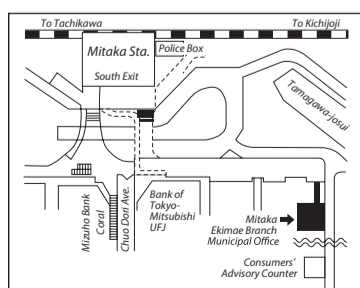 To Tachikawa
To Kichijoji
Mitaka Sta.
Police Box
South Exit
Tamagawa-josui
Mizuho Bank
Coral
Chuo Dori Ave.
Bank of
Tokyo-
Mitsubishi
UFJ
Mitaka
Ekimae Branch
Municipal Office
Consumers'
Advisory Counter